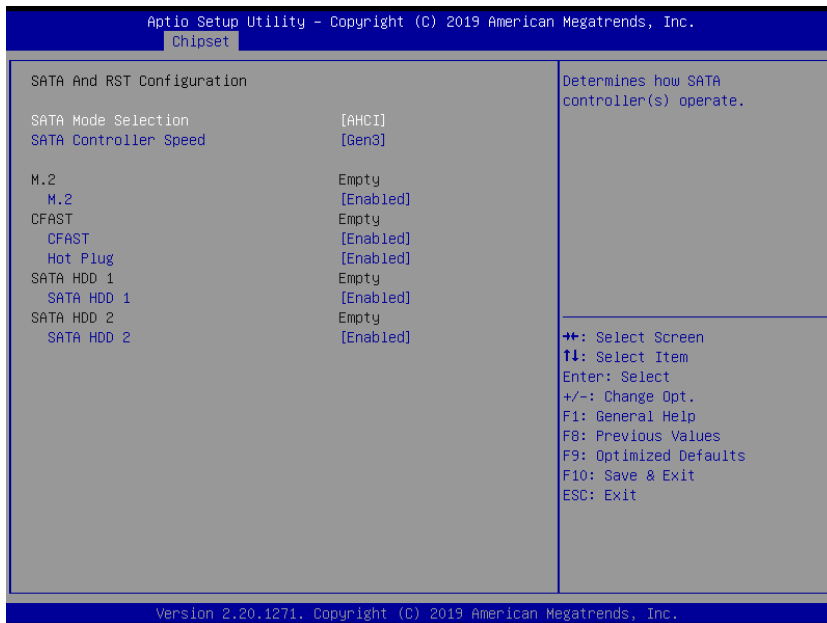 Aptio Setup Utility – Copyright (C) 2019 American Megatrends, Inc.
Chipset
SATA And RST Configuration
SATA Mode Selection [AHCI]
SATA Controller Speed [Gen3]
M.2 Empty
M.2 [Enabled]
CFAST Empty
CFAST [Enabled]
Hot Plug [Enabled]
SATA HDD 1 Empty
SATA HDD 1 [Enabled]
SATA HDD 2 Empty
SATA HDD 2 [Enabled]
Determines how SATA
controller(s) operate.
→←: Select Screen
↑↓: Select Item
Enter: Select
+/-: Change Opt.
F1: General Help
F8: Previous Values
F9: Optimized Defaults
F10: Save & Exit
ESC: Exit
Version 2.20.1271. Copyright (C) 2019 American Megatrends, Inc.